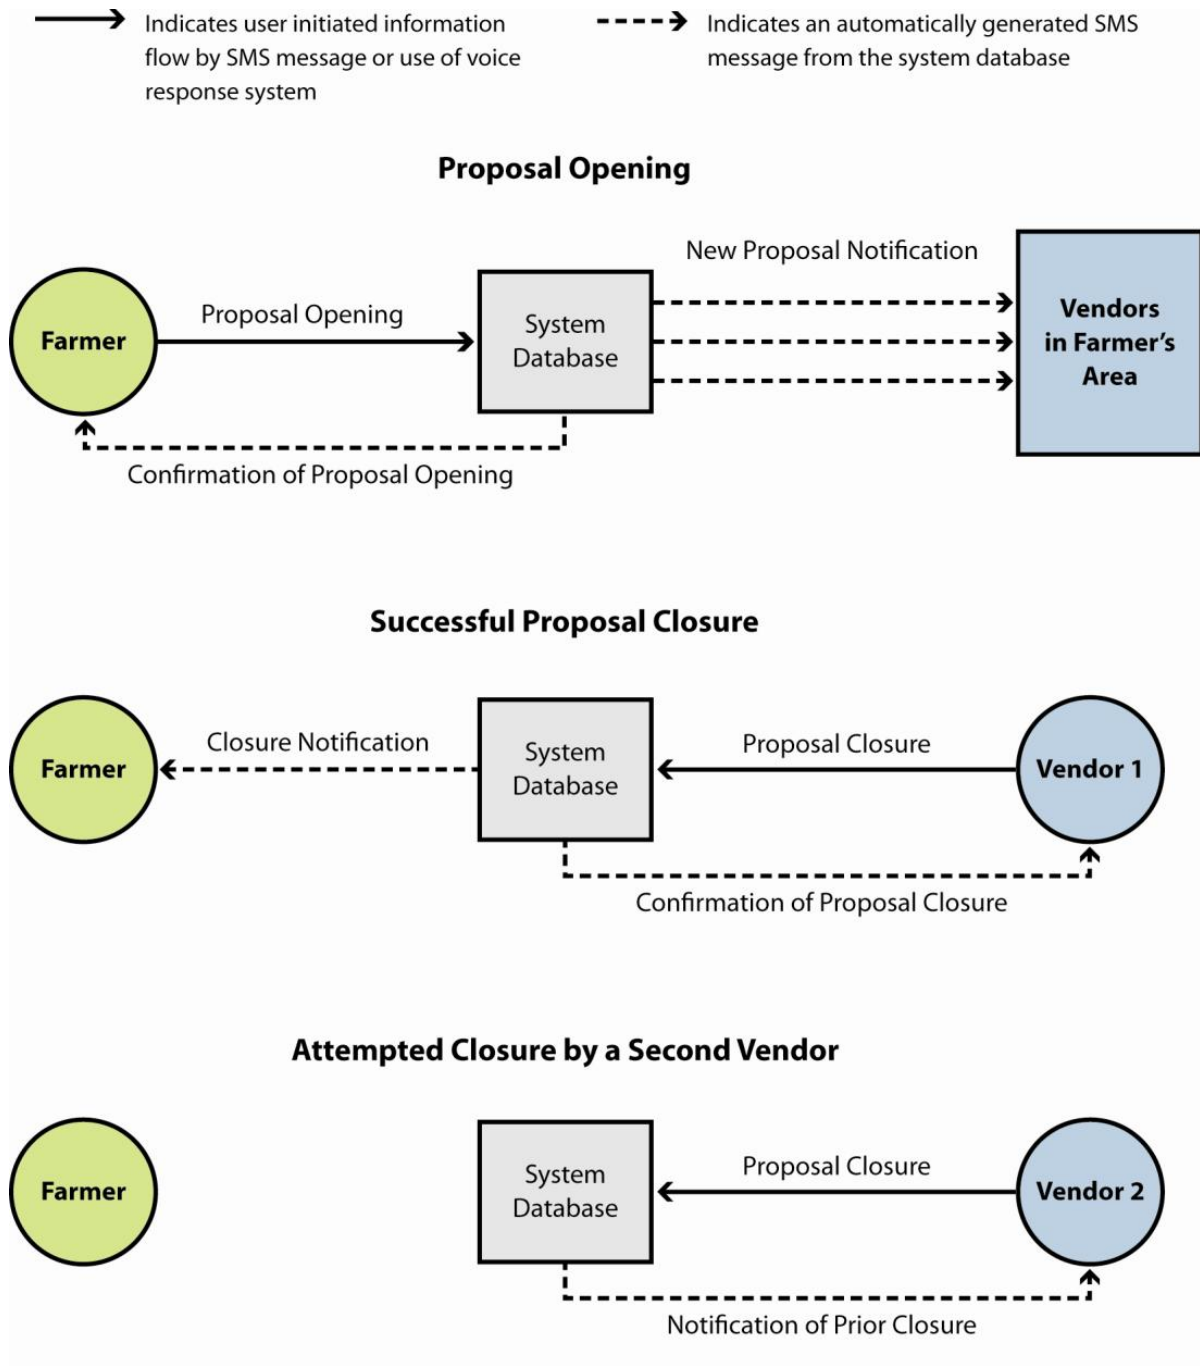 Indicates user initiated information
flow by SMS message or use of voice
response system
Indicates an automatically generated SMS
message from the system database
Proposal Opening
New Proposal Notification
Farmer
Proposal Opening
System
Database
Vendors
in Farmer's
Area
Confirmation of Proposal Opening
Successful Proposal Closure
Farmer
Closure Notification
System
Database
Proposal Closure
Vendor 1
Confirmation of Proposal Closure
Attempted Closure by a Second Vendor
Farmer
System
Database
Proposal Closure
Vendor 2
Notification of Prior Closure